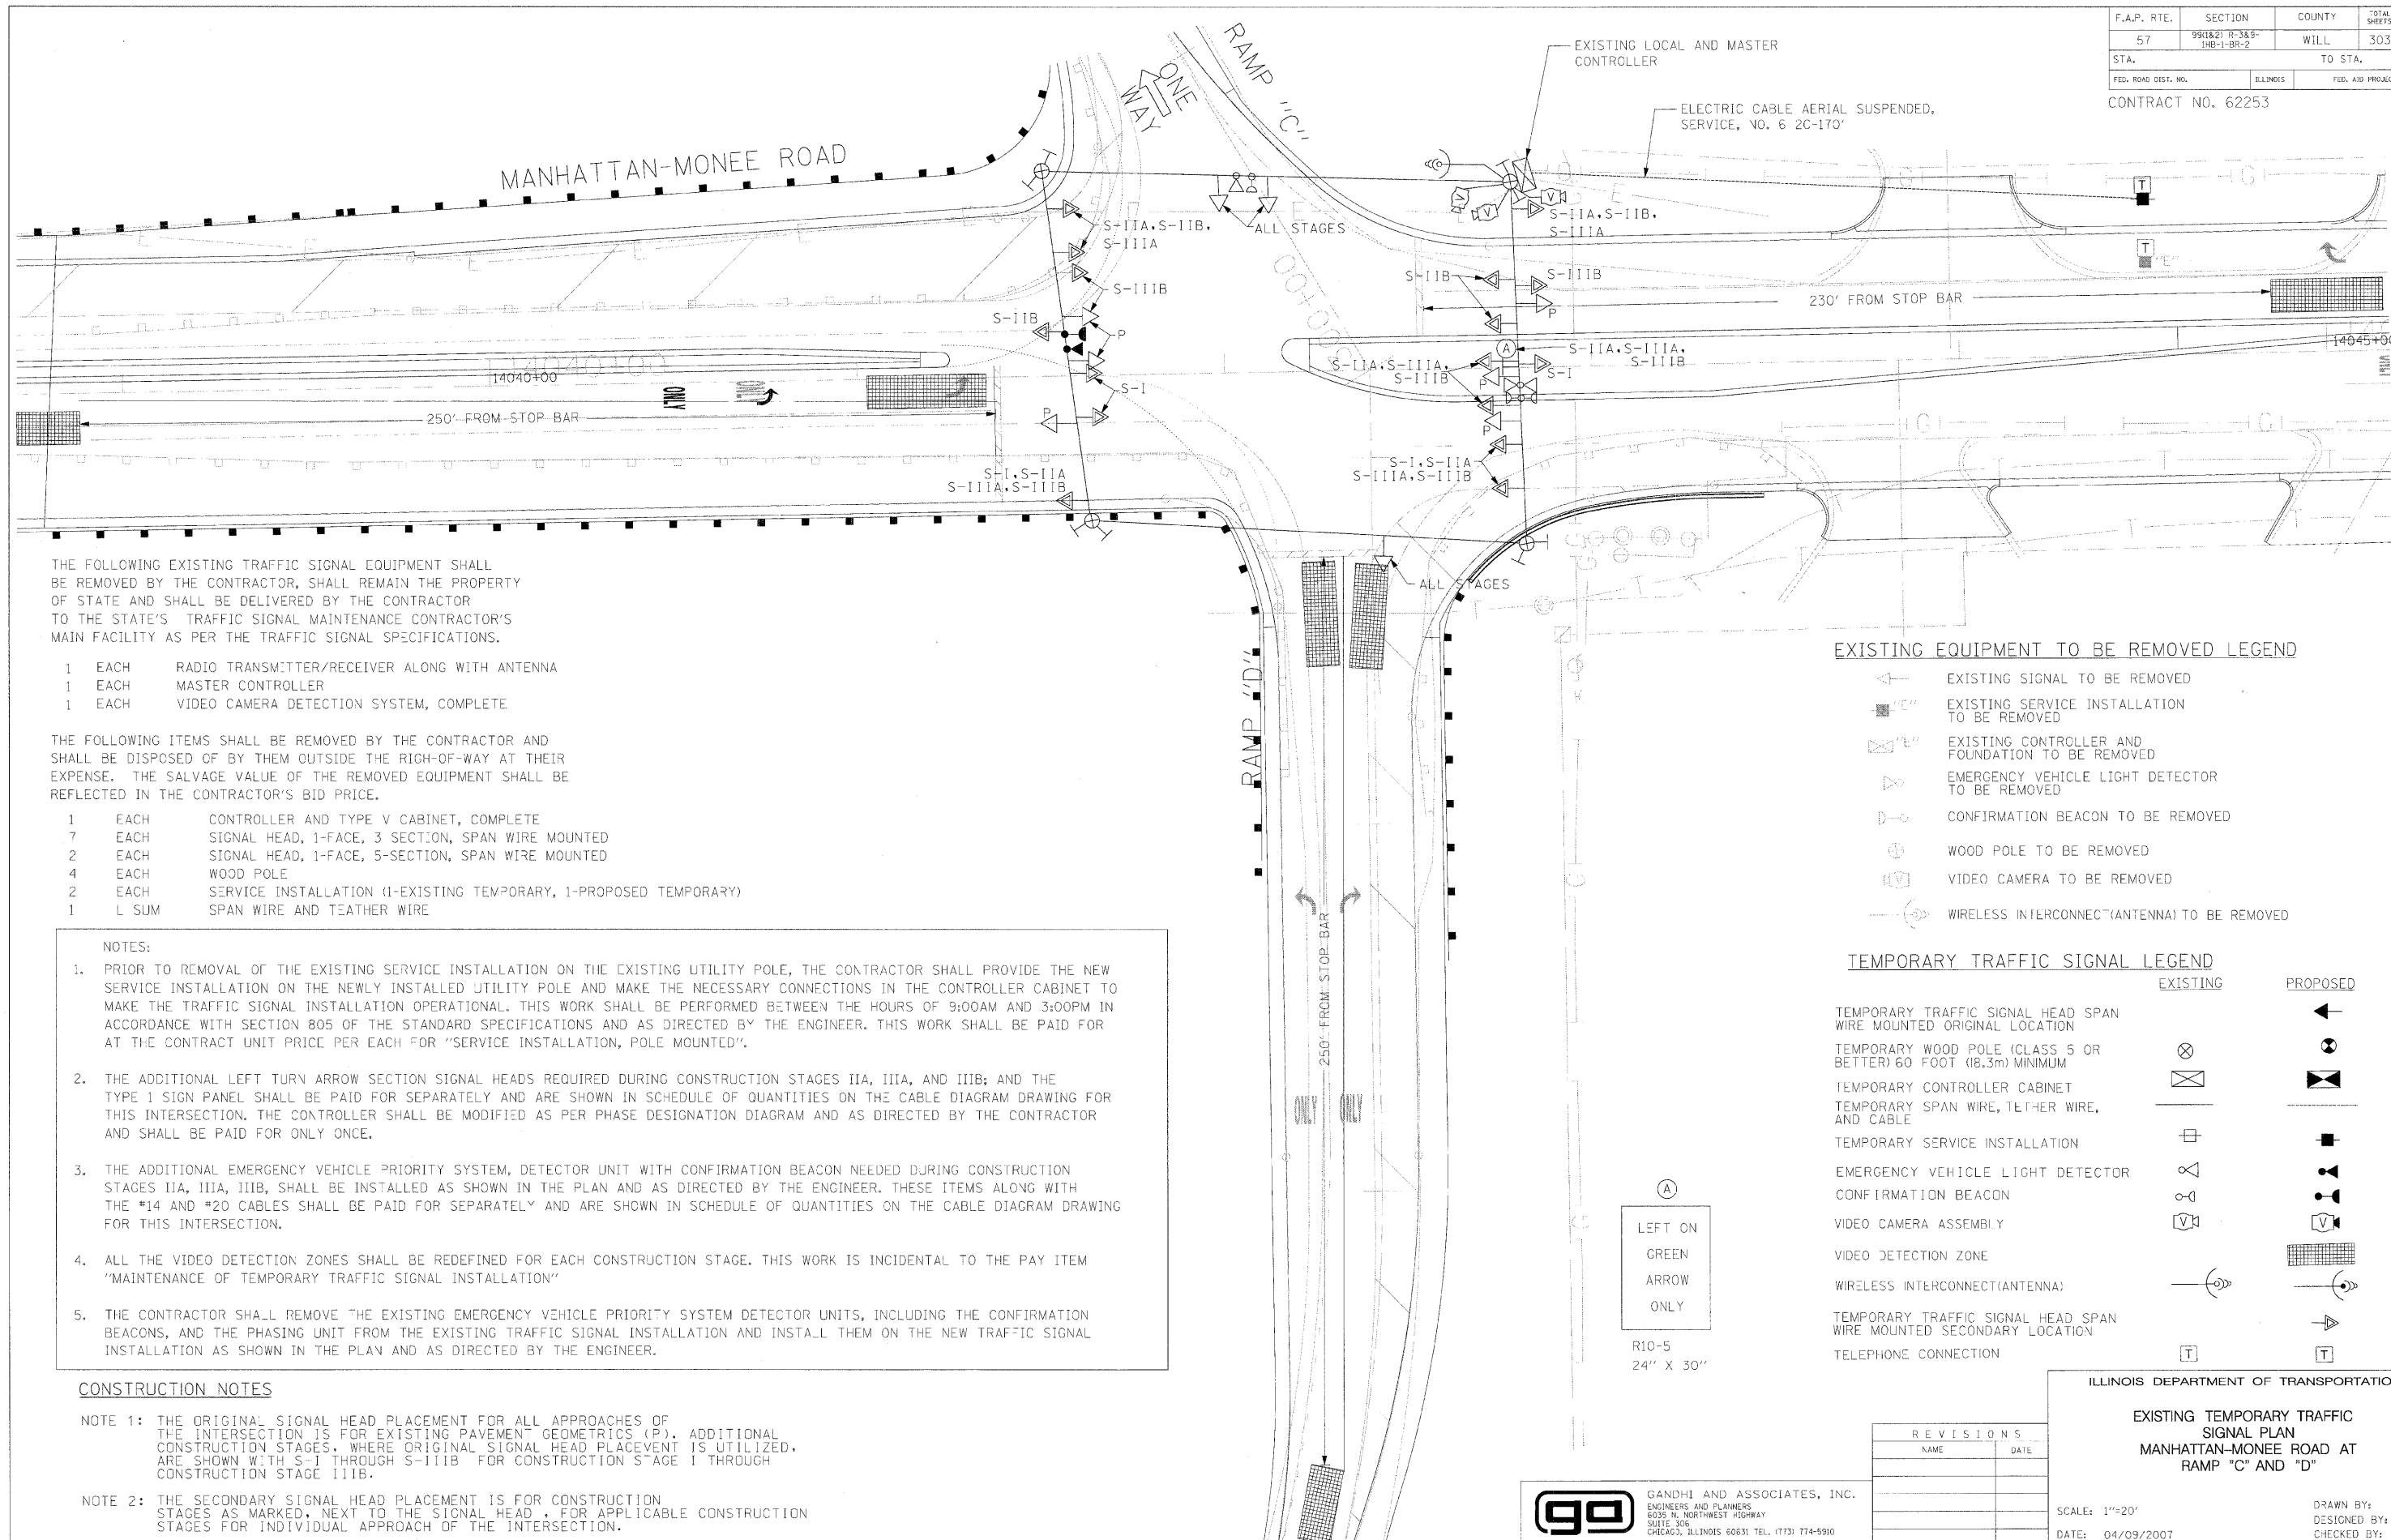 F.A.P. RTE. SECTION COUNTY TOTAL SHEETS
57 99(1&2) R-3&9-1HB-1-BR-2 WILL 303
STA. TO STA.
FED. ROAD DIST. NO. ILLINOIS FED. AID PROJEC
CONTRACT NO. 62253
EXISTING LOCAL AND MASTER
CONTROLLER
ELECTRIC CABLE AERIAL SUSPENDED,
SERVICE, NO. 6 2C-170'
MANHATTAN-MONEE ROAD
ONE
WAY
RAMP "C"
S-IIA,S-IIB,
S-IIIA
ALL STAGES
S-IIA,S-IIB,
S-IIIA
S-IIIB
S-IIB
P
S-I
P
S-IIB
S-IIIB
P
230' FROM STOP BAR
A
S-IIA,S-IIIA,
S-IIIB
S-IIA,S-IIIA,
S-IIIB
S-I
P
P
14040+00
14040+00
14045+00
00+00
ONLY
250' FROM STOP BAR
S-I,S-IIA
S-IIIA,S-IIIB
S-I,S-IIA
S-IIIA,S-IIIB
ALL STAGES
V
V
V
T
T
"E"
RAMP "D"
250' FROM STOP BAR
ONLY ONLY
THE FOLLOWING EXISTING TRAFFIC SIGNAL EQUIPMENT SHALL
BE REMOVED BY THE CONTRACTOR, SHALL REMAIN THE PROPERTY
OF STATE AND SHALL BE DELIVERED BY THE CONTRACTOR
TO THE STATE'S TRAFFIC SIGNAL MAINTENANCE CONTRACTOR'S
MAIN FACILITY AS PER THE TRAFFIC SIGNAL SPECIFICATIONS.
1 EACH RADIO TRANSMITTER/RECEIVER ALONG WITH ANTENNA
1 EACH MASTER CONTROLLER
1 EACH VIDEO CAMERA DETECTION SYSTEM, COMPLETE
THE FOLLOWING ITEMS SHALL BE REMOVED BY THE CONTRACTOR AND
SHALL BE DISPOSED OF BY THEM OUTSIDE THE RIGH-OF-WAY AT THEIR
EXPENSE. THE SALVAGE VALUE OF THE REMOVED EQUIPMENT SHALL BE
REFLECTED IN THE CONTRACTOR'S BID PRICE.
1 EACH CONTROLLER AND TYPE V CABINET, COMPLETE
7 EACH SIGNAL HEAD, 1-FACE, 3 SECTION, SPAN WIRE MOUNTED
2 EACH SIGNAL HEAD, 1-FACE, 5-SECTION, SPAN WIRE MOUNTED
4 EACH WOOD POLE
2 EACH SERVICE INSTALLATION (1-EXISTING TEMPORARY, 1-PROPOSED TEMPORARY)
1 L SUM SPAN WIRE AND TEATHER WIRE
NOTES:
1. PRIOR TO REMOVAL OF THE EXISTING SERVICE INSTALLATION ON THE EXISTING UTILITY POLE, THE CONTRACTOR SHALL PROVIDE THE NEW
SERVICE INSTALLATION ON THE NEWLY INSTALLED UTILITY POLE AND MAKE THE NECESSARY CONNECTIONS IN THE CONTROLLER CABINET TO
MAKE THE TRAFFIC SIGNAL INSTALLATION OPERATIONAL. THIS WORK SHALL BE PERFORMED BETWEEN THE HOURS OF 9:00AM AND 3:00PM IN
ACCORDANCE WITH SECTION 805 OF THE STANDARD SPECIFICATIONS AND AS DIRECTED BY THE ENGINEER. THIS WORK SHALL BE PAID FOR
AT THE CONTRACT UNIT PRICE PER EACH FOR "SERVICE INSTALLATION, POLE MOUNTED".
2. THE ADDITIONAL LEFT TURN ARROW SECTION SIGNAL HEADS REQUIRED DURING CONSTRUCTION STAGES IIA, IIIA, AND IIIB; AND THE
TYPE 1 SIGN PANEL SHALL BE PAID FOR SEPARATELY AND ARE SHOWN IN SCHEDULE OF QUANTITIES ON THE CABLE DIAGRAM DRAWING FOR
THIS INTERSECTION. THE CONTROLLER SHALL BE MODIFIED AS PER PHASE DESIGNATION DIAGRAM AND AS DIRECTED BY THE CONTRACTOR
AND SHALL BE PAID FOR ONLY ONCE.
3. THE ADDITIONAL EMERGENCY VEHICLE PRIORITY SYSTEM, DETECTOR UNIT WITH CONFIRMATION BEACON NEEDED DURING CONSTRUCTION
STAGES IIA, IIIA, IIIB, SHALL BE INSTALLED AS SHOWN IN THE PLAN AND AS DIRECTED BY THE ENGINEER. THESE ITEMS ALONG WITH
THE #14 AND #20 CABLES SHALL BE PAID FOR SEPARATELY AND ARE SHOWN IN SCHEDULE OF QUANTITIES ON THE CABLE DIAGRAM DRAWING
FOR THIS INTERSECTION.
4. ALL THE VIDEO DETECTION ZONES SHALL BE REDEFINED FOR EACH CONSTRUCTION STAGE. THIS WORK IS INCIDENTAL TO THE PAY ITEM
"MAINTENANCE OF TEMPORARY TRAFFIC SIGNAL INSTALLATION"
5. THE CONTRACTOR SHALL REMOVE THE EXISTING EMERGENCY VEHICLE PRIORITY SYSTEM DETECTOR UNITS, INCLUDING THE CONFIRMATION
BEACONS, AND THE PHASING UNIT FROM THE EXISTING TRAFFIC SIGNAL INSTALLATION AND INSTALL THEM ON THE NEW TRAFFIC SIGNAL
INSTALLATION AS SHOWN IN THE PLAN AND AS DIRECTED BY THE ENGINEER.
CONSTRUCTION NOTES
NOTE 1: THE ORIGINAL SIGNAL HEAD PLACEMENT FOR ALL APPROACHES OF
THE INTERSECTION IS FOR EXISTING PAVEMENT GEOMETRICS (P). ADDITIONAL
CONSTRUCTION STAGES, WHERE ORIGINAL SIGNAL HEAD PLACEVENT IS UTILIZED,
ARE SHOWN WITH S-I THROUGH S-IIIB FOR CONSTRUCTION STAGE I THROUGH
CONSTRUCTION STAGE IIIB.
NOTE 2: THE SECONDARY SIGNAL HEAD PLACEMENT IS FOR CONSTRUCTION
STAGES AS MARKED, NEXT TO THE SIGNAL HEAD , FOR APPLICABLE CONSTRUCTION
STAGES FOR INDIVIDUAL APPROACH OF THE INTERSECTION.
EXISTING EQUIPMENT TO BE REMOVED LEGEND
EXISTING SIGNAL TO BE REMOVED
"E" EXISTING SERVICE INSTALLATION
TO BE REMOVED
"E" EXISTING CONTROLLER AND
FOUNDATION TO BE REMOVED
EMERGENCY VEHICLE LIGHT DETECTOR
TO BE REMOVED
CONFIRMATION BEACON TO BE REMOVED
WOOD POLE TO BE REMOVED
V VIDEO CAMERA TO BE REMOVED
WIRELESS INTERCONNECT(ANTENNA) TO BE REMOVED
TEMPORARY TRAFFIC SIGNAL LEGEND
EXISTING PROPOSED
TEMPORARY TRAFFIC SIGNAL HEAD SPAN
WIRE MOUNTED ORIGINAL LOCATION
TEMPORARY WOOD POLE (CLASS 5 OR
BETTER) 60 FOOT (18.3m) MINIMUM
TEMPORARY CONTROLLER CABINET
TEMPORARY SPAN WIRE, TETHER WIRE,
AND CABLE
TEMPORARY SERVICE INSTALLATION
EMERGENCY VEHICLE LIGHT DETECTOR
CONFIRMATION BEACON
VIDEO CAMERA ASSEMBLY V V
VIDEO DETECTION ZONE
WIRELESS INTERCONNECT(ANTENNA)
TEMPORARY TRAFFIC SIGNAL HEAD SPAN
WIRE MOUNTED SECONDARY LOCATION
TELEPHONE CONNECTION T T
A
LEFT ON
GREEN
ARROW
ONLY
R10-5
24" X 30"
ga
GANDHI AND ASSOCIATES, INC.
ENGINEERS AND PLANNERS
6035 N. NORTHWEST HIGHWAY
SUITE 306
CHICAGO, ILLINOIS 60631 TEL. (773) 774-5910
REVISIONS
NAME DATE
ILLINOIS DEPARTMENT OF TRANSPORTATIO
EXISTING TEMPORARY TRAFFIC
SIGNAL PLAN
MANHATTAN-MONEE ROAD AT
RAMP "C" AND "D"
SCALE: 1"=20'
DATE: 04/09/2007
DRAWN BY:
DESIGNED BY:
CHECKED BY: